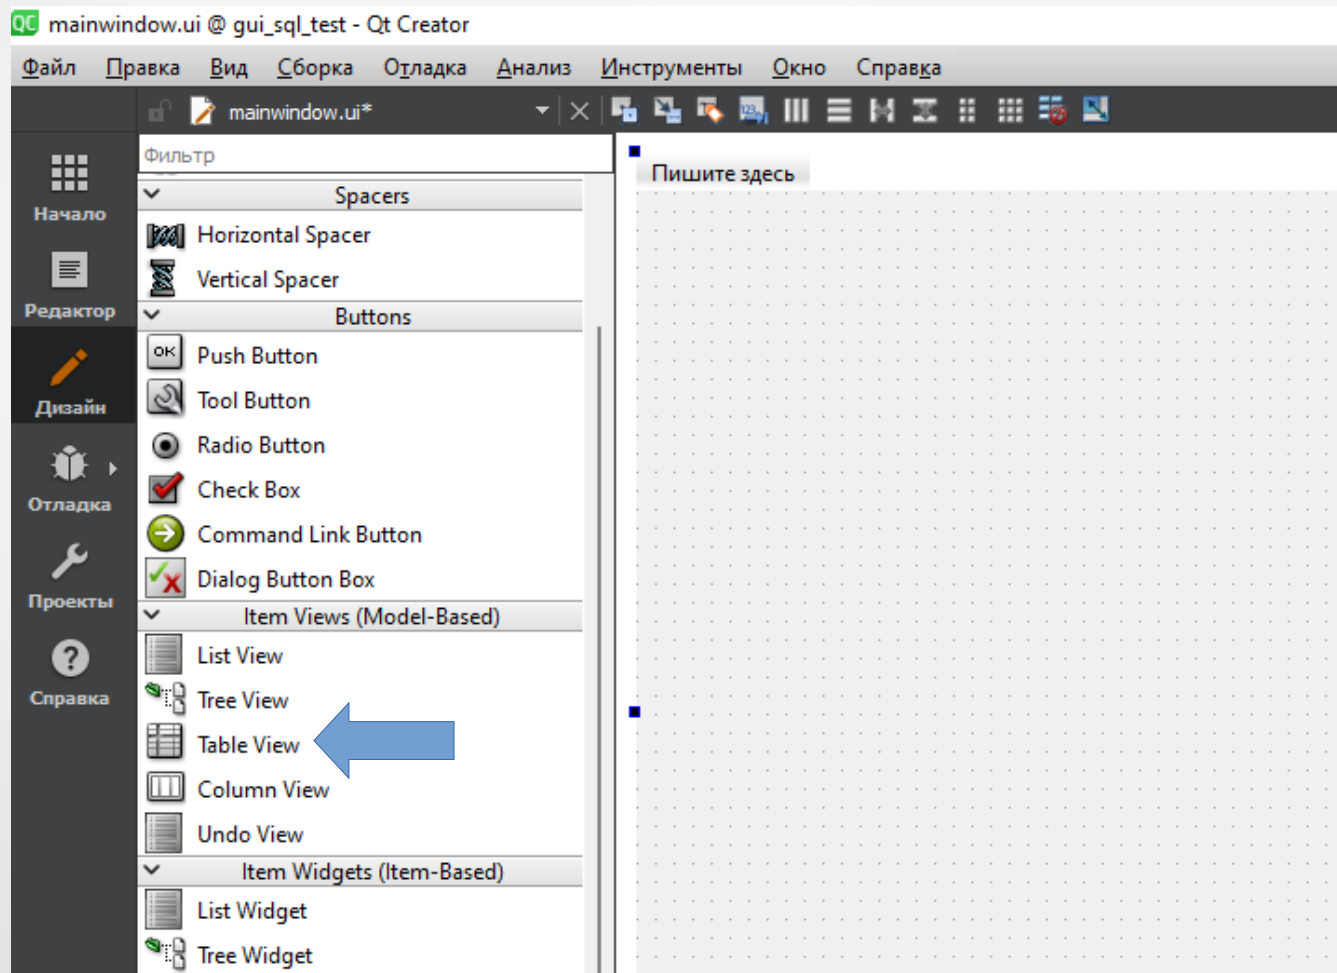 QC mainwindow.ui @ gui_sql_test - Qt Creator
Файл Правка Вид Сборка Отладка Анализ Инструменты Окно Справка
mainwindow.ui*
Фильтр
Пишите здесь
Начало
Редактор
Дизайн
Отладка
Проекты
Справка
Spacers
Horizontal Spacer
Vertical Spacer
Buttons
OK Push Button
Tool Button
Radio Button
Check Box
Command Link Button
Dialog Button Box
Item Views (Model-Based)
List View
Tree View
Table View
Column View
Undo View
Item Widgets (Item-Based)
List Widget
Tree Widget